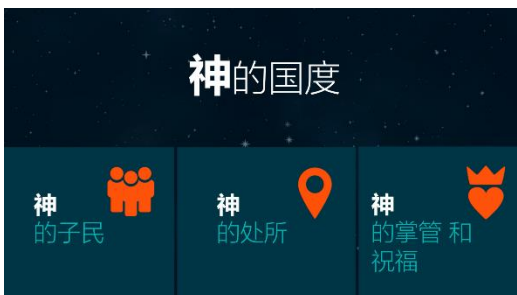 神的国度
神
的子民
神
的处所
神
的掌管 和
祝福